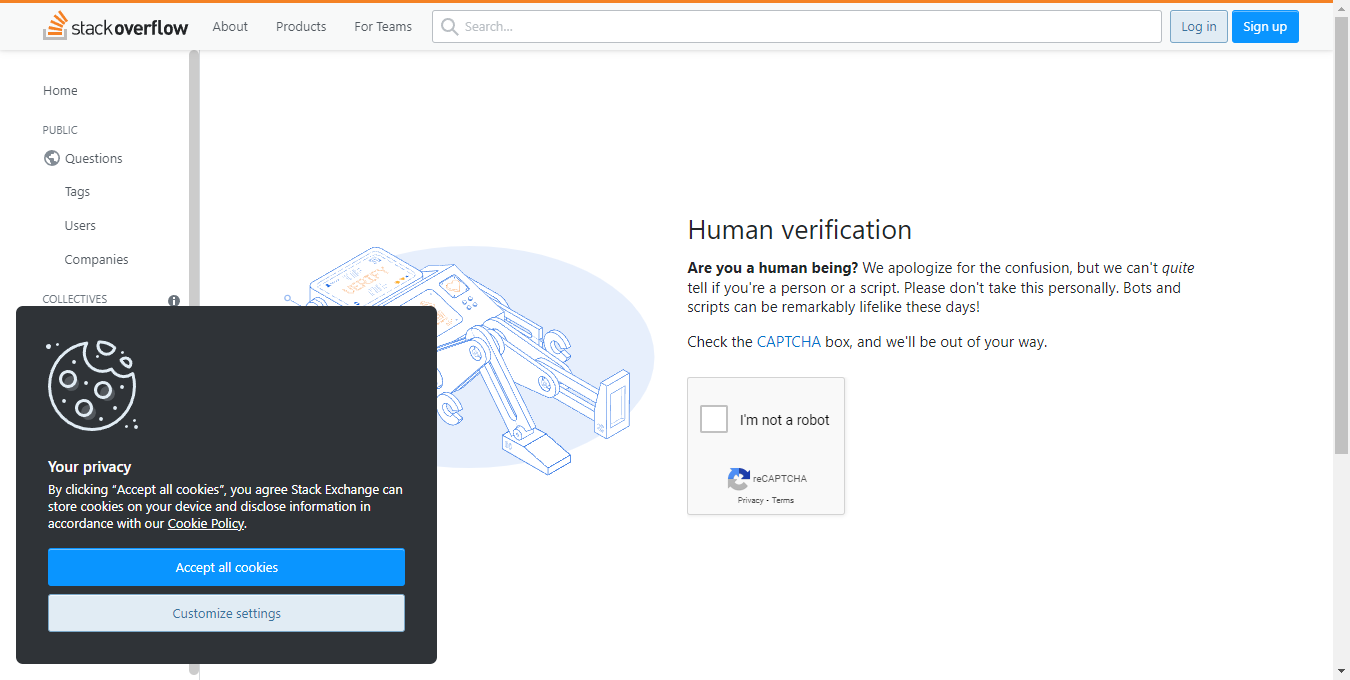 stackoverflow
About
Products
For Teams
Search...
Log in
Sign up
Home
PUBLIC
Questions
Tags
Users
Companies
COLLECTIVES
VERIFY
Human verification
Are you a human being? We apologize for the confusion, but we can't quite
tell if you're a person or a script. Please don't take this personally. Bots and
scripts can be remarkably lifelike these days!
Check the CAPTCHA box, and we'll be out of your way.
I'm not a robot
reCAPTCHA
Privacy - Terms
Your privacy
By clicking “Accept all cookies”, you agree Stack Exchange can
store cookies on your device and disclose information in
accordance with our Cookie Policy.
Accept all cookies
Customize settings